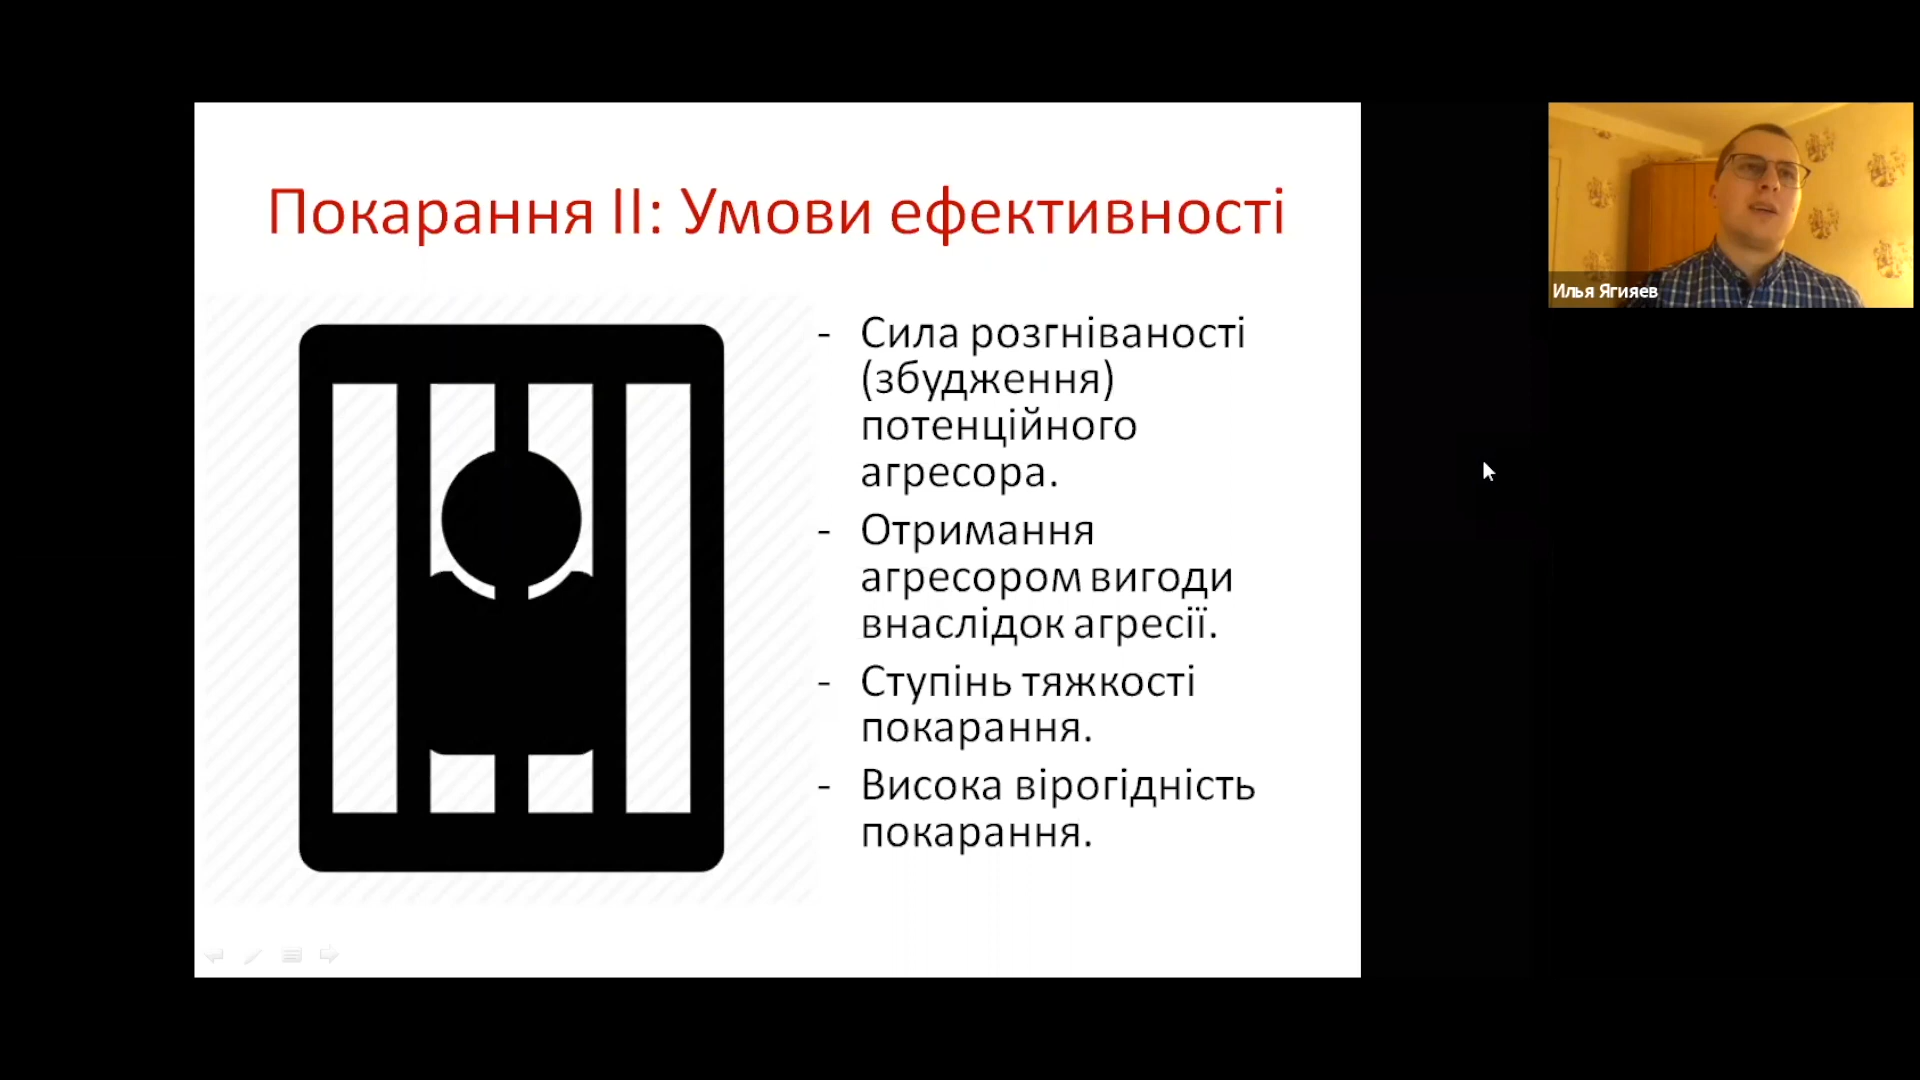 Покарання ІІ: Умови ефективності
- Сила розгніваності
(збудження)
потенційного
агресора.
- Отримання
агресором вигоди
внаслідок агресії.
- Ступінь тяжкості
покарання.
- Висока вірогідність
покарання.
Илья Ягияев